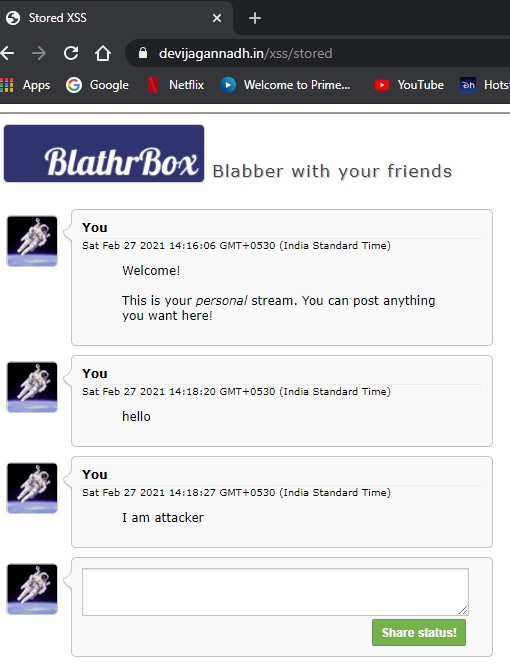 Stored XSS
devijagannadh.in/xss/stored
Apps Google Netflix Welcome to Prime... YouTube Hots
BlathrBox Blabber with your friends
You
Sat Feb 27 2021 14:16:06 GMT+0530 (India Standard Time)
Welcome!
This is your personal stream. You can post anything
you want here!
You
Sat Feb 27 2021 14:18:20 GMT+0530 (India Standard Time)
hello
You
Sat Feb 27 2021 14:18:27 GMT+0530 (India Standard Time)
I am attacker
Share status!